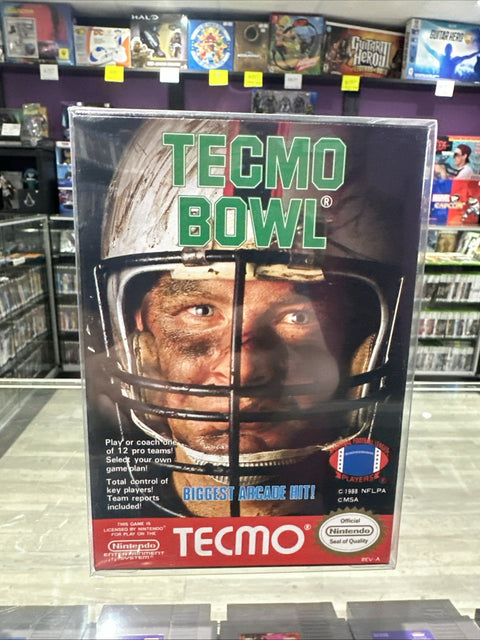 HALO
GUITAR HERO II
GUITAR HERO
CAPCOM
TECMO
BOWL®
Play or coach one
of 12 pro teams!
Select your own
game plan!
Total control of
key players!
Team reports
included!
BIGGEST ARCADE HIT!
PLAYERS
© 1988 NFLPA
© MSA
THIS GAME IS
LICENSED BY NINTENDO®
FOR PLAY ON THE
Nintendo
ENTERTAINMENT
SYSTEM®
TECMO®
Official
Nintendo
Seal of Quality
REV-A